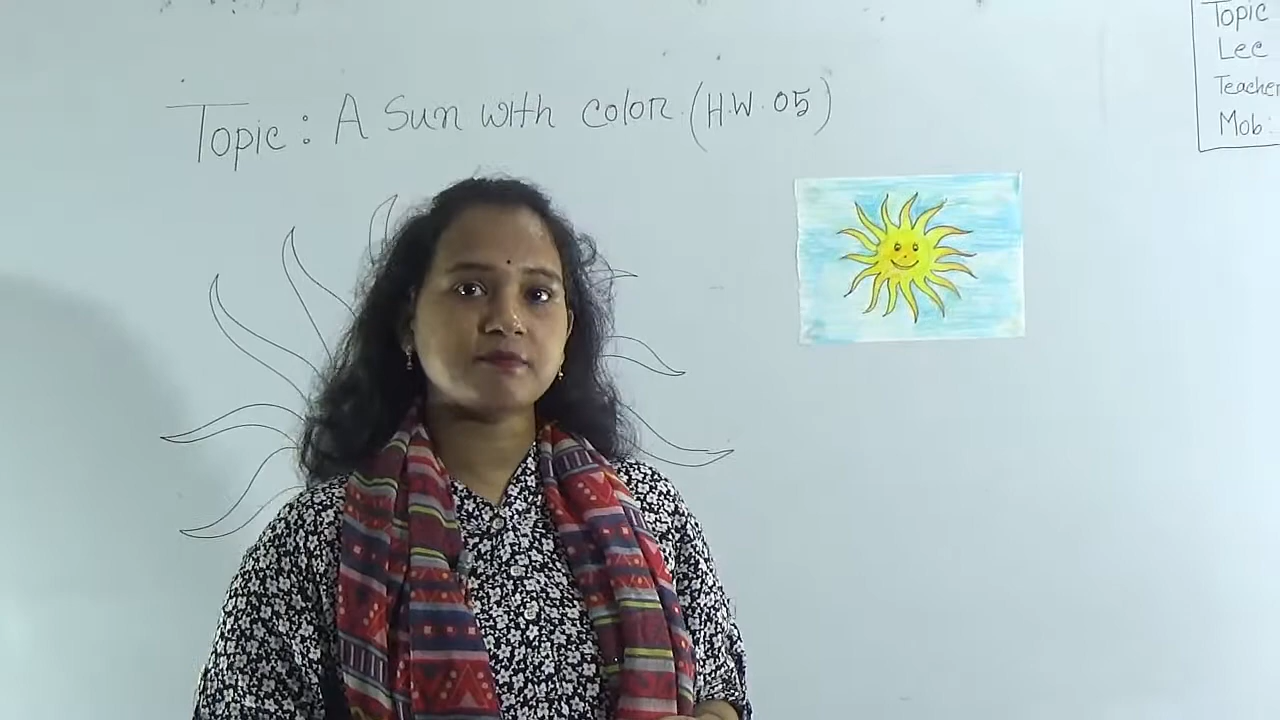 Topic: A Sun with color. (H.W. 05)
Topic
Lec
Teacher
Mob: